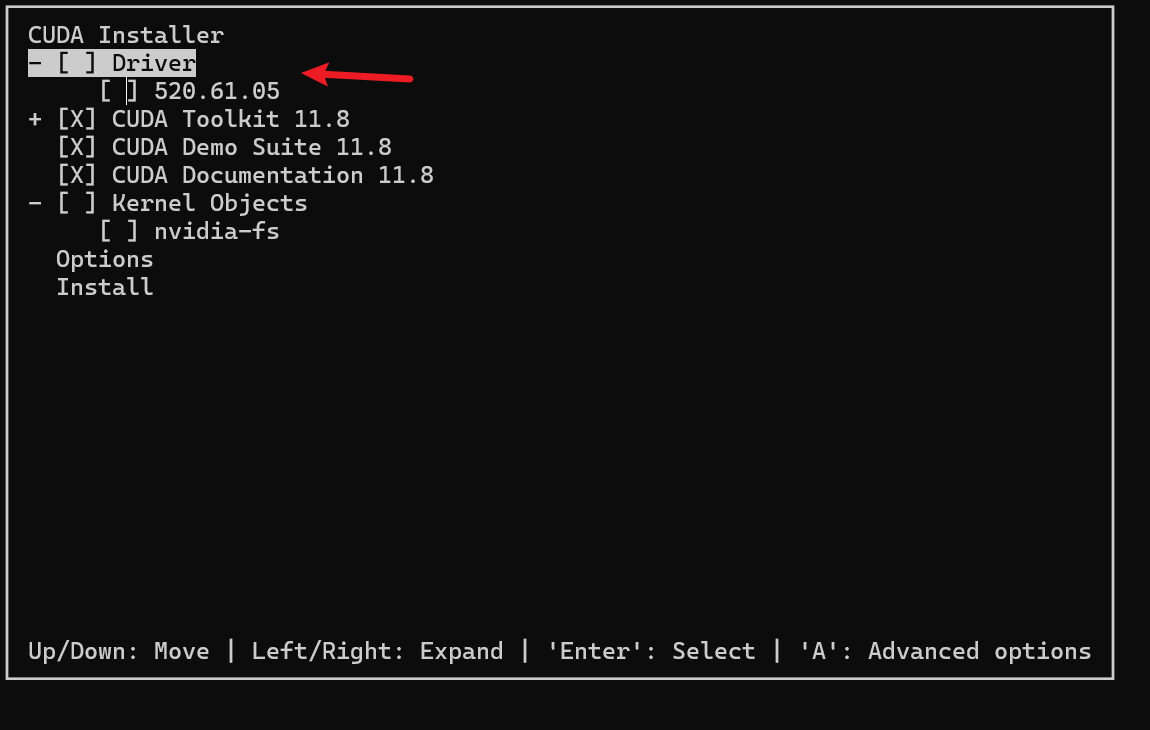 CUDA Installer
- [ ] Driver
[ ] 520.61.05
+ [X] CUDA Toolkit 11.8
[X] CUDA Demo Suite 11.8
[X] CUDA Documentation 11.8
- [ ] Kernel Objects
[ ] nvidia-fs
Options
Install
Up/Down: Move | Left/Right: Expand | 'Enter': Select | 'A': Advanced options